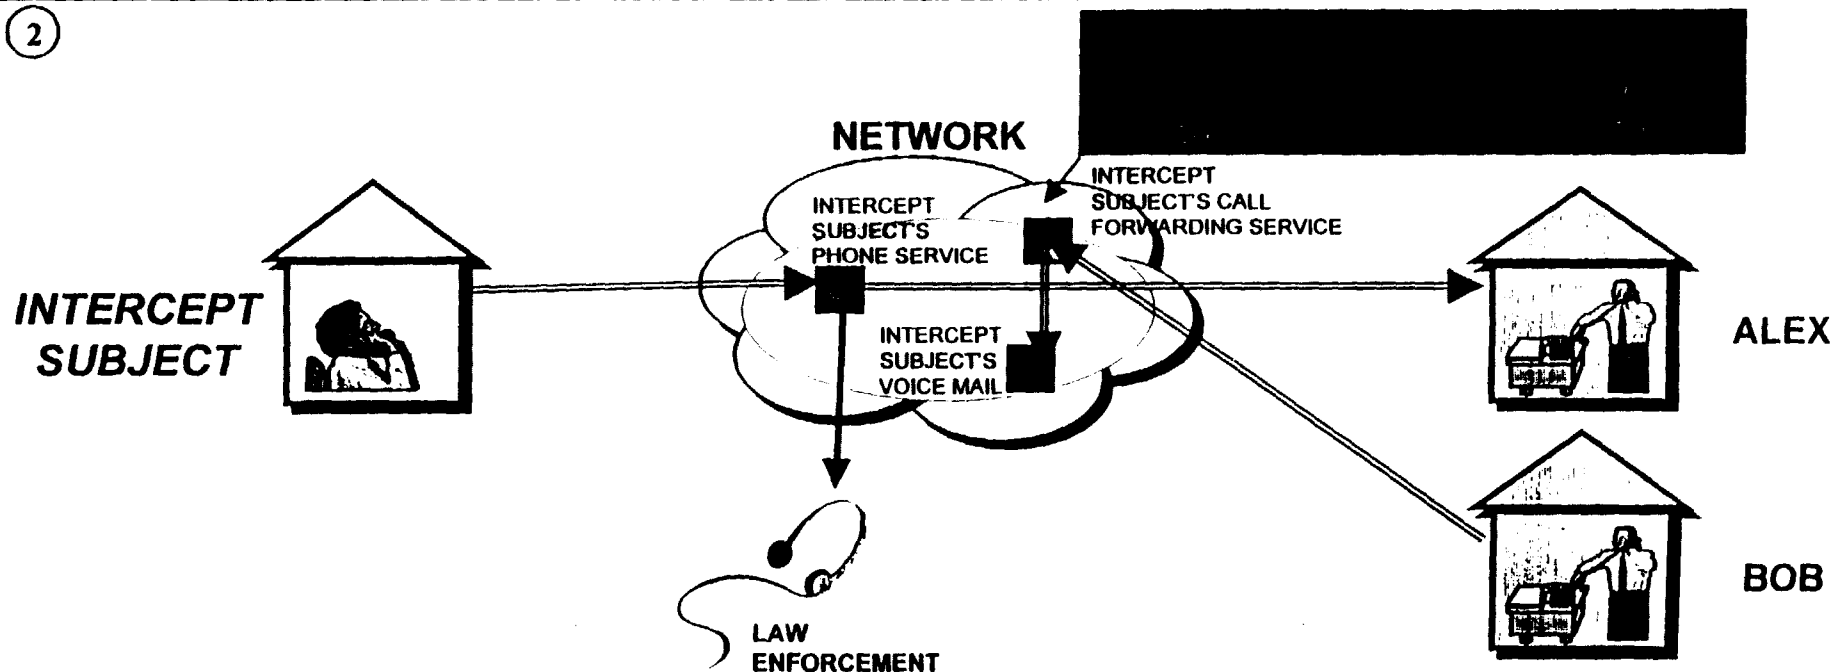 2
NETWORK
INTERCEPT
SUBJECT'S CALL
FORWARDING SERVICE
INTERCEPT
SUBJECT'S
PHONE SERVICE
INTERCEPT
SUBJECT
INTERCEPT
SUBJECT'S
VOICE MAIL
ALEX
BOB
LAW
ENFORCEMENT